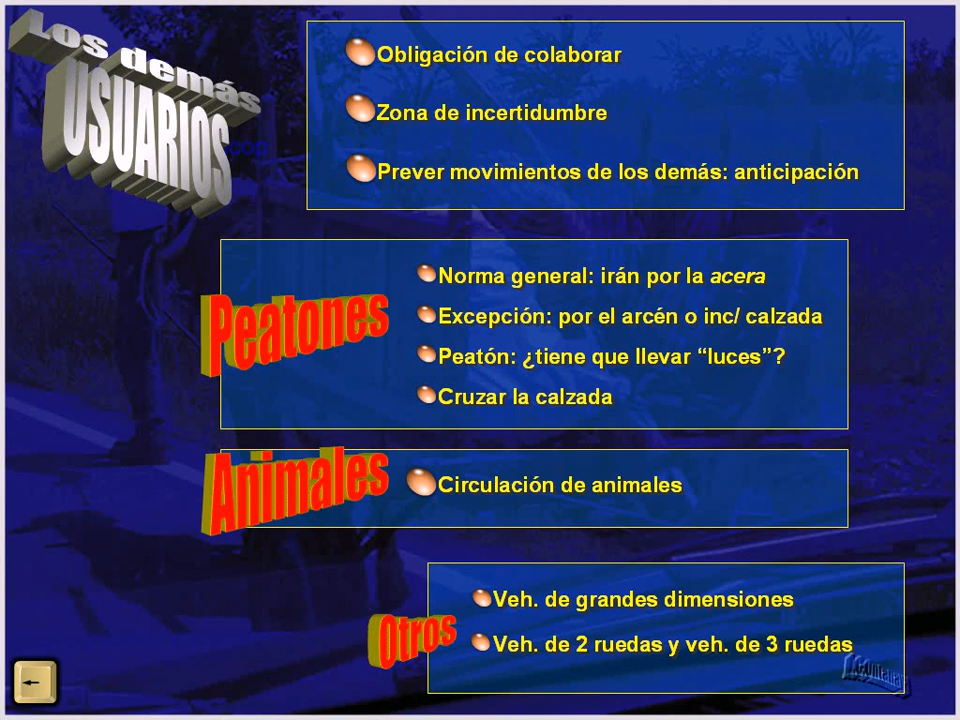 Los demás
USUARIOS
Obligación de colaborar
Zona de incertidumbre
Prever movimientos de los demás: anticipación
Peatones
Norma general: irán por la acera
Excepción: por el arcén o inc/ calzada
Peatón: ¿tiene que llevar “luces”?
Cruzar la calzada
Animales
Circulación de animales
Otros
Veh. de grandes dimensiones
Veh. de 2 ruedas y veh. de 3 ruedas